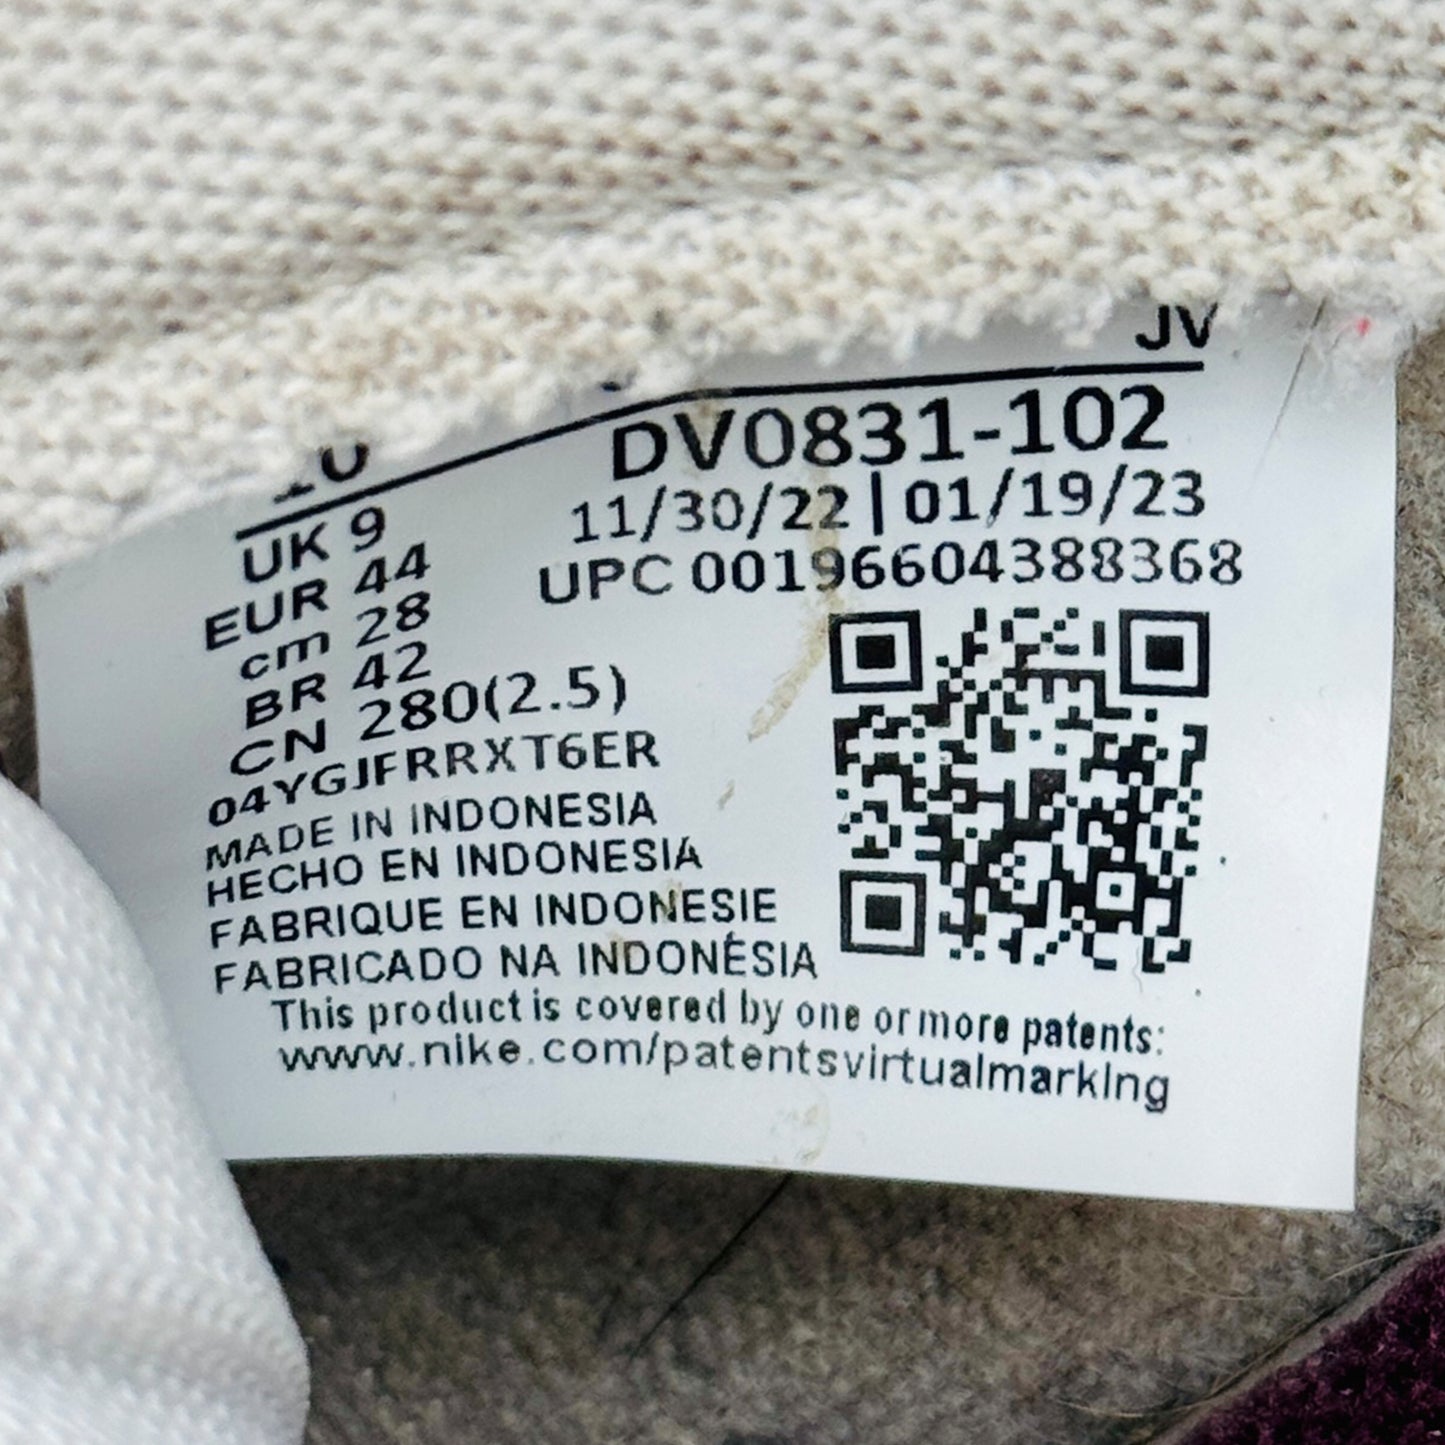 JV
10
DV0831-102
11/30/22 | 01/19/23
UPC 00196604388368
UK 9
EUR 44
cm 28
BR 42
CN 280(2.5)
04YGJFRRXT6ER
MADE IN INDONESIA
HECHO EN INDONESIA
FABRIQUE EN INDONESIE
FABRICADO NA INDONÉSIA
This product is covered by one or more patents:
www.nike.com/patentsvirtualmarking